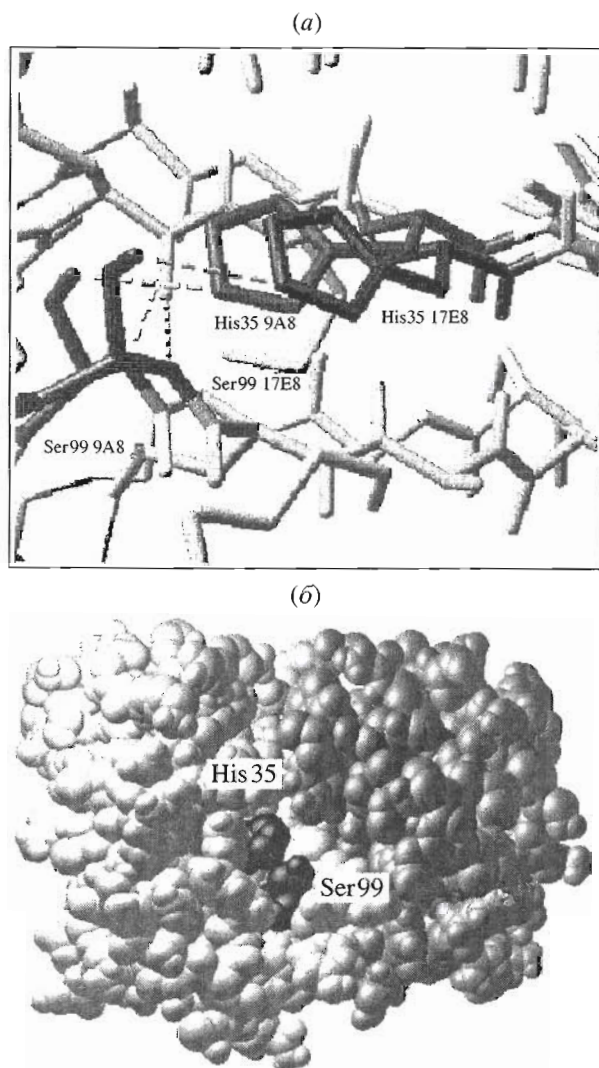 (а)
His35 9A8
His35 17E8
Ser99 17E8
Ser99 9A8
(б)
His35
Ser99